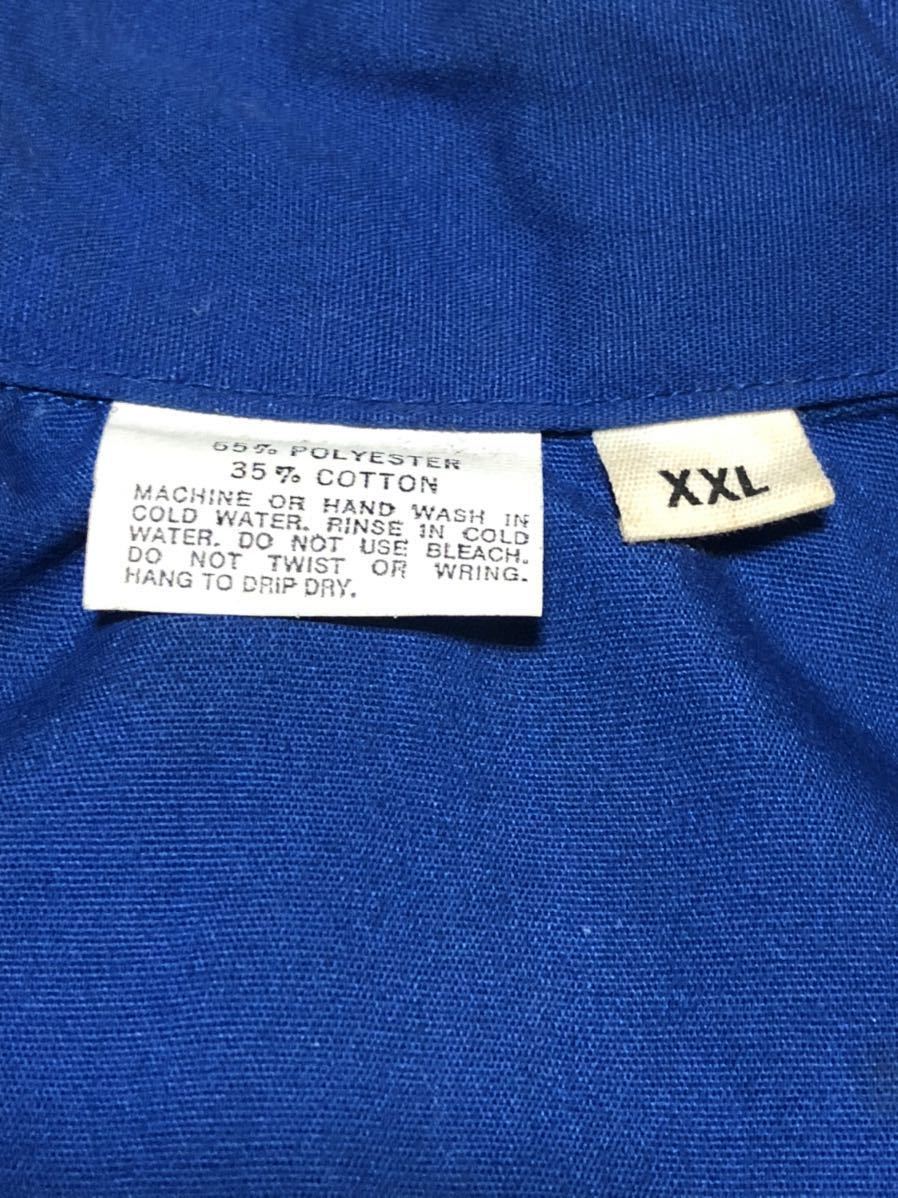 65% POLYESTER
35% COTTON
MACHINE OR HAND WASH IN
COLD WATER. RINSE IN COLD
WATER. DO NOT USE BLEACH.
DO NOT TWIST OR WRING.
HANG TO DRIP DRY.
XXL